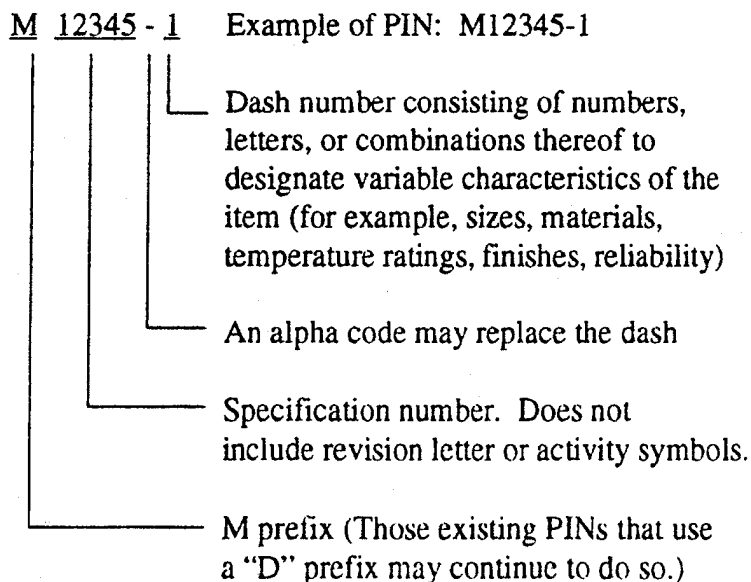 M 12345 - 1 Example of PIN: M12345-1
Dash number consisting of numbers,
letters, or combinations thereof to
designate variable characteristics of the
item (for example, sizes, materials,
temperature ratings, finishes, reliability)
An alpha code may replace the dash
Specification number. Does not
include revision letter or activity symbols.
M prefix (Those existing PINs that use
a “D” prefix may continue to do so.)